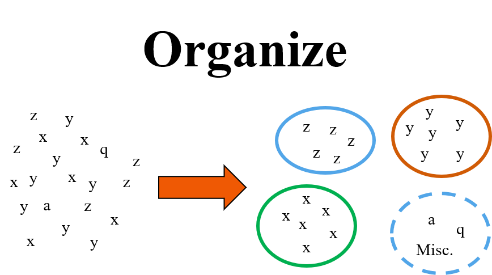 Organize
z y
x x
z q
y z
x y x y z
y a z
y x
x y
z z
z
z z
y
y y y
y y
x
x x
x x
x
a
q
Misc.